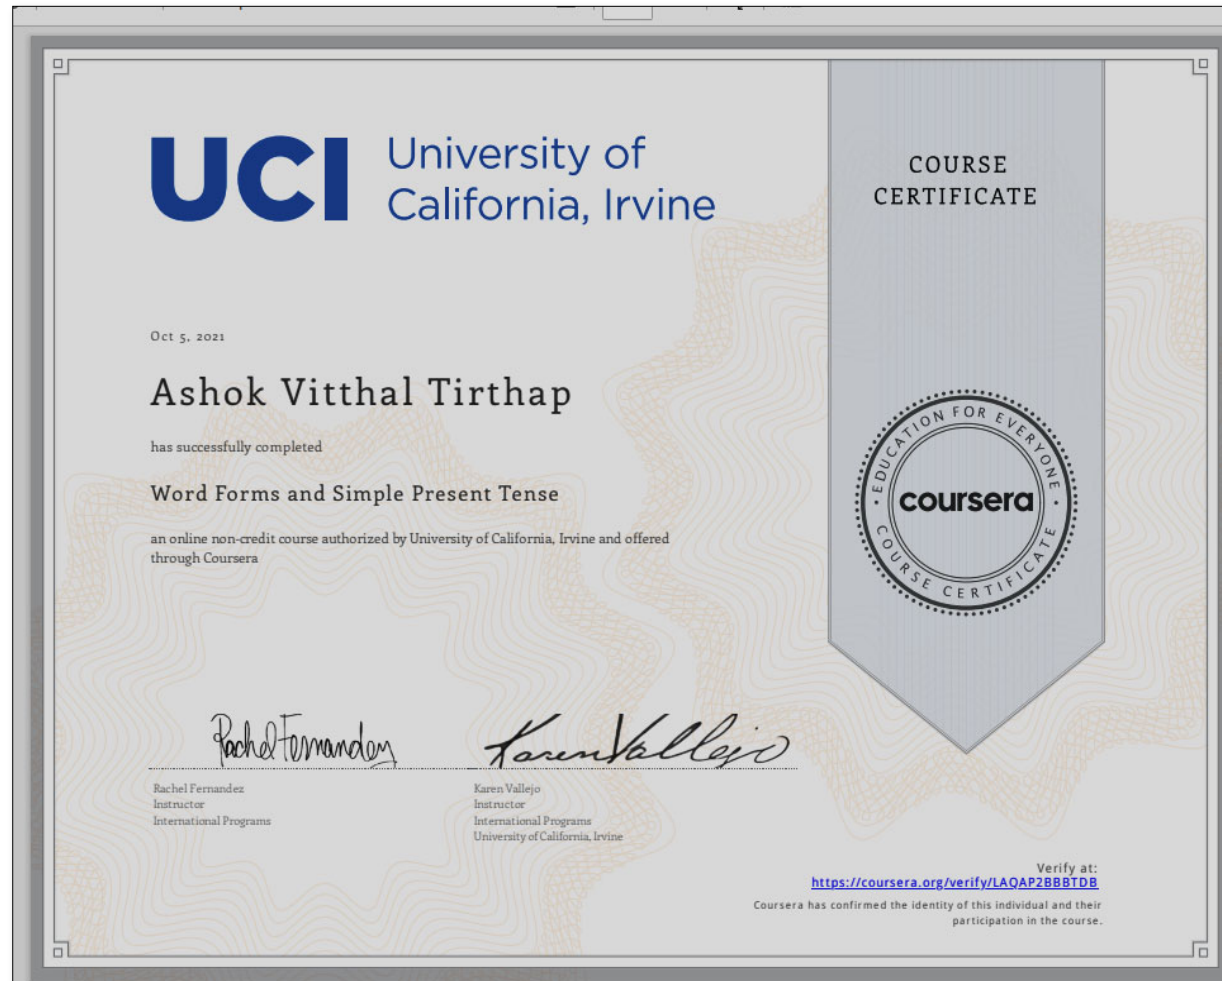 UCI University of
California, Irvine
COURSE
CERTIFICATE
Oct 5, 2021
Ashok Vitthal Tirthap
has successfully completed
Word Forms and Simple Present Tense
an online non-credit course authorized by University of California, Irvine and offered
through Coursera
EDUCATION FOR EVERYONE
coursera
COURSE CERTIFICATE
Rachel Fernandez
Karen Vallejo
Rachel Fernandez
Instructor
International Programs
Karen Vallejo
Instructor
International Programs
University of California, Irvine
Verify at:
https://coursera.org/verify/LAQAP2BBBTDB
Coursera has confirmed the identity of this individual and their
participation in the course.